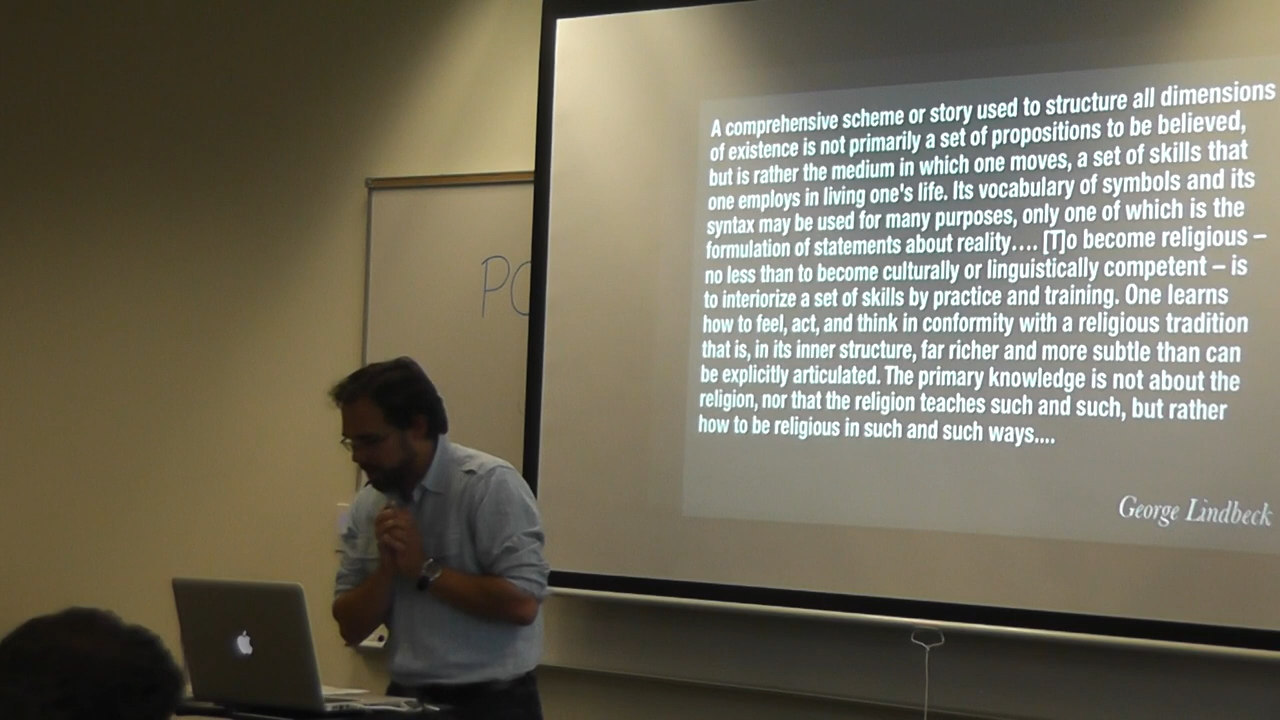 A comprehensive scheme or story used to structure all dimensions
of existence is not primarily a set of propositions to be believed,
but is rather the medium in which one moves, a set of skills that
one employs in living one's life. Its vocabulary of symbols and its
syntax may be used for many purposes, only one of which is the
formulation of statements about reality…. [T]o become religious –
no less than to become culturally or linguistically competent – is
to interiorize a set of skills by practice and training. One learns
how to feel, act, and think in conformity with a religious tradition
that is, in its inner structure, far richer and more subtle than can
be explicitly articulated. The primary knowledge is not about the
religion, nor that the religion teaches such and such, but rather
how to be religious in such and such ways....
George Lindbeck
PO